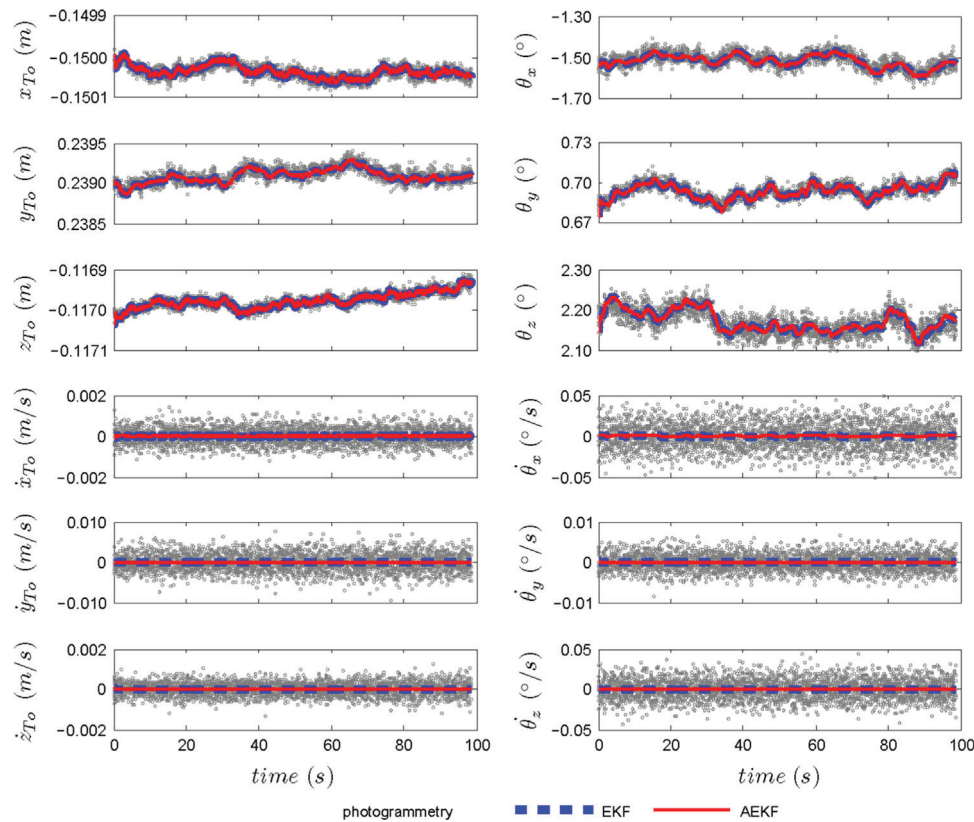 −0.1499
−0.1500
−0.1501
x_To (m)
−1.30
−1.50
−1.70
θ_x (°)
0.2395
0.2390
0.2385
y_To (m)
0.73
0.70
0.67
θ_y (°)
−0.1169
−0.1170
−0.1171
z_To (m)
2.30
2.20
2.10
θ_z (°)
0.002
0
−0.002
ẋ_To (m/s)
0.05
0
−0.05
θ̇_x (°/s)
0.010
0
−0.010
ẏ_To (m/s)
0.01
0
−0.01
θ̇_y (°/s)
0.002
0
−0.002
ż_To (m/s)
0.05
0
−0.05
θ̇_z (°/s)
0 20 40 60 80 100
time (s)
0 20 40 60 80 100
time (s)
photogrammetry EKF AEKF